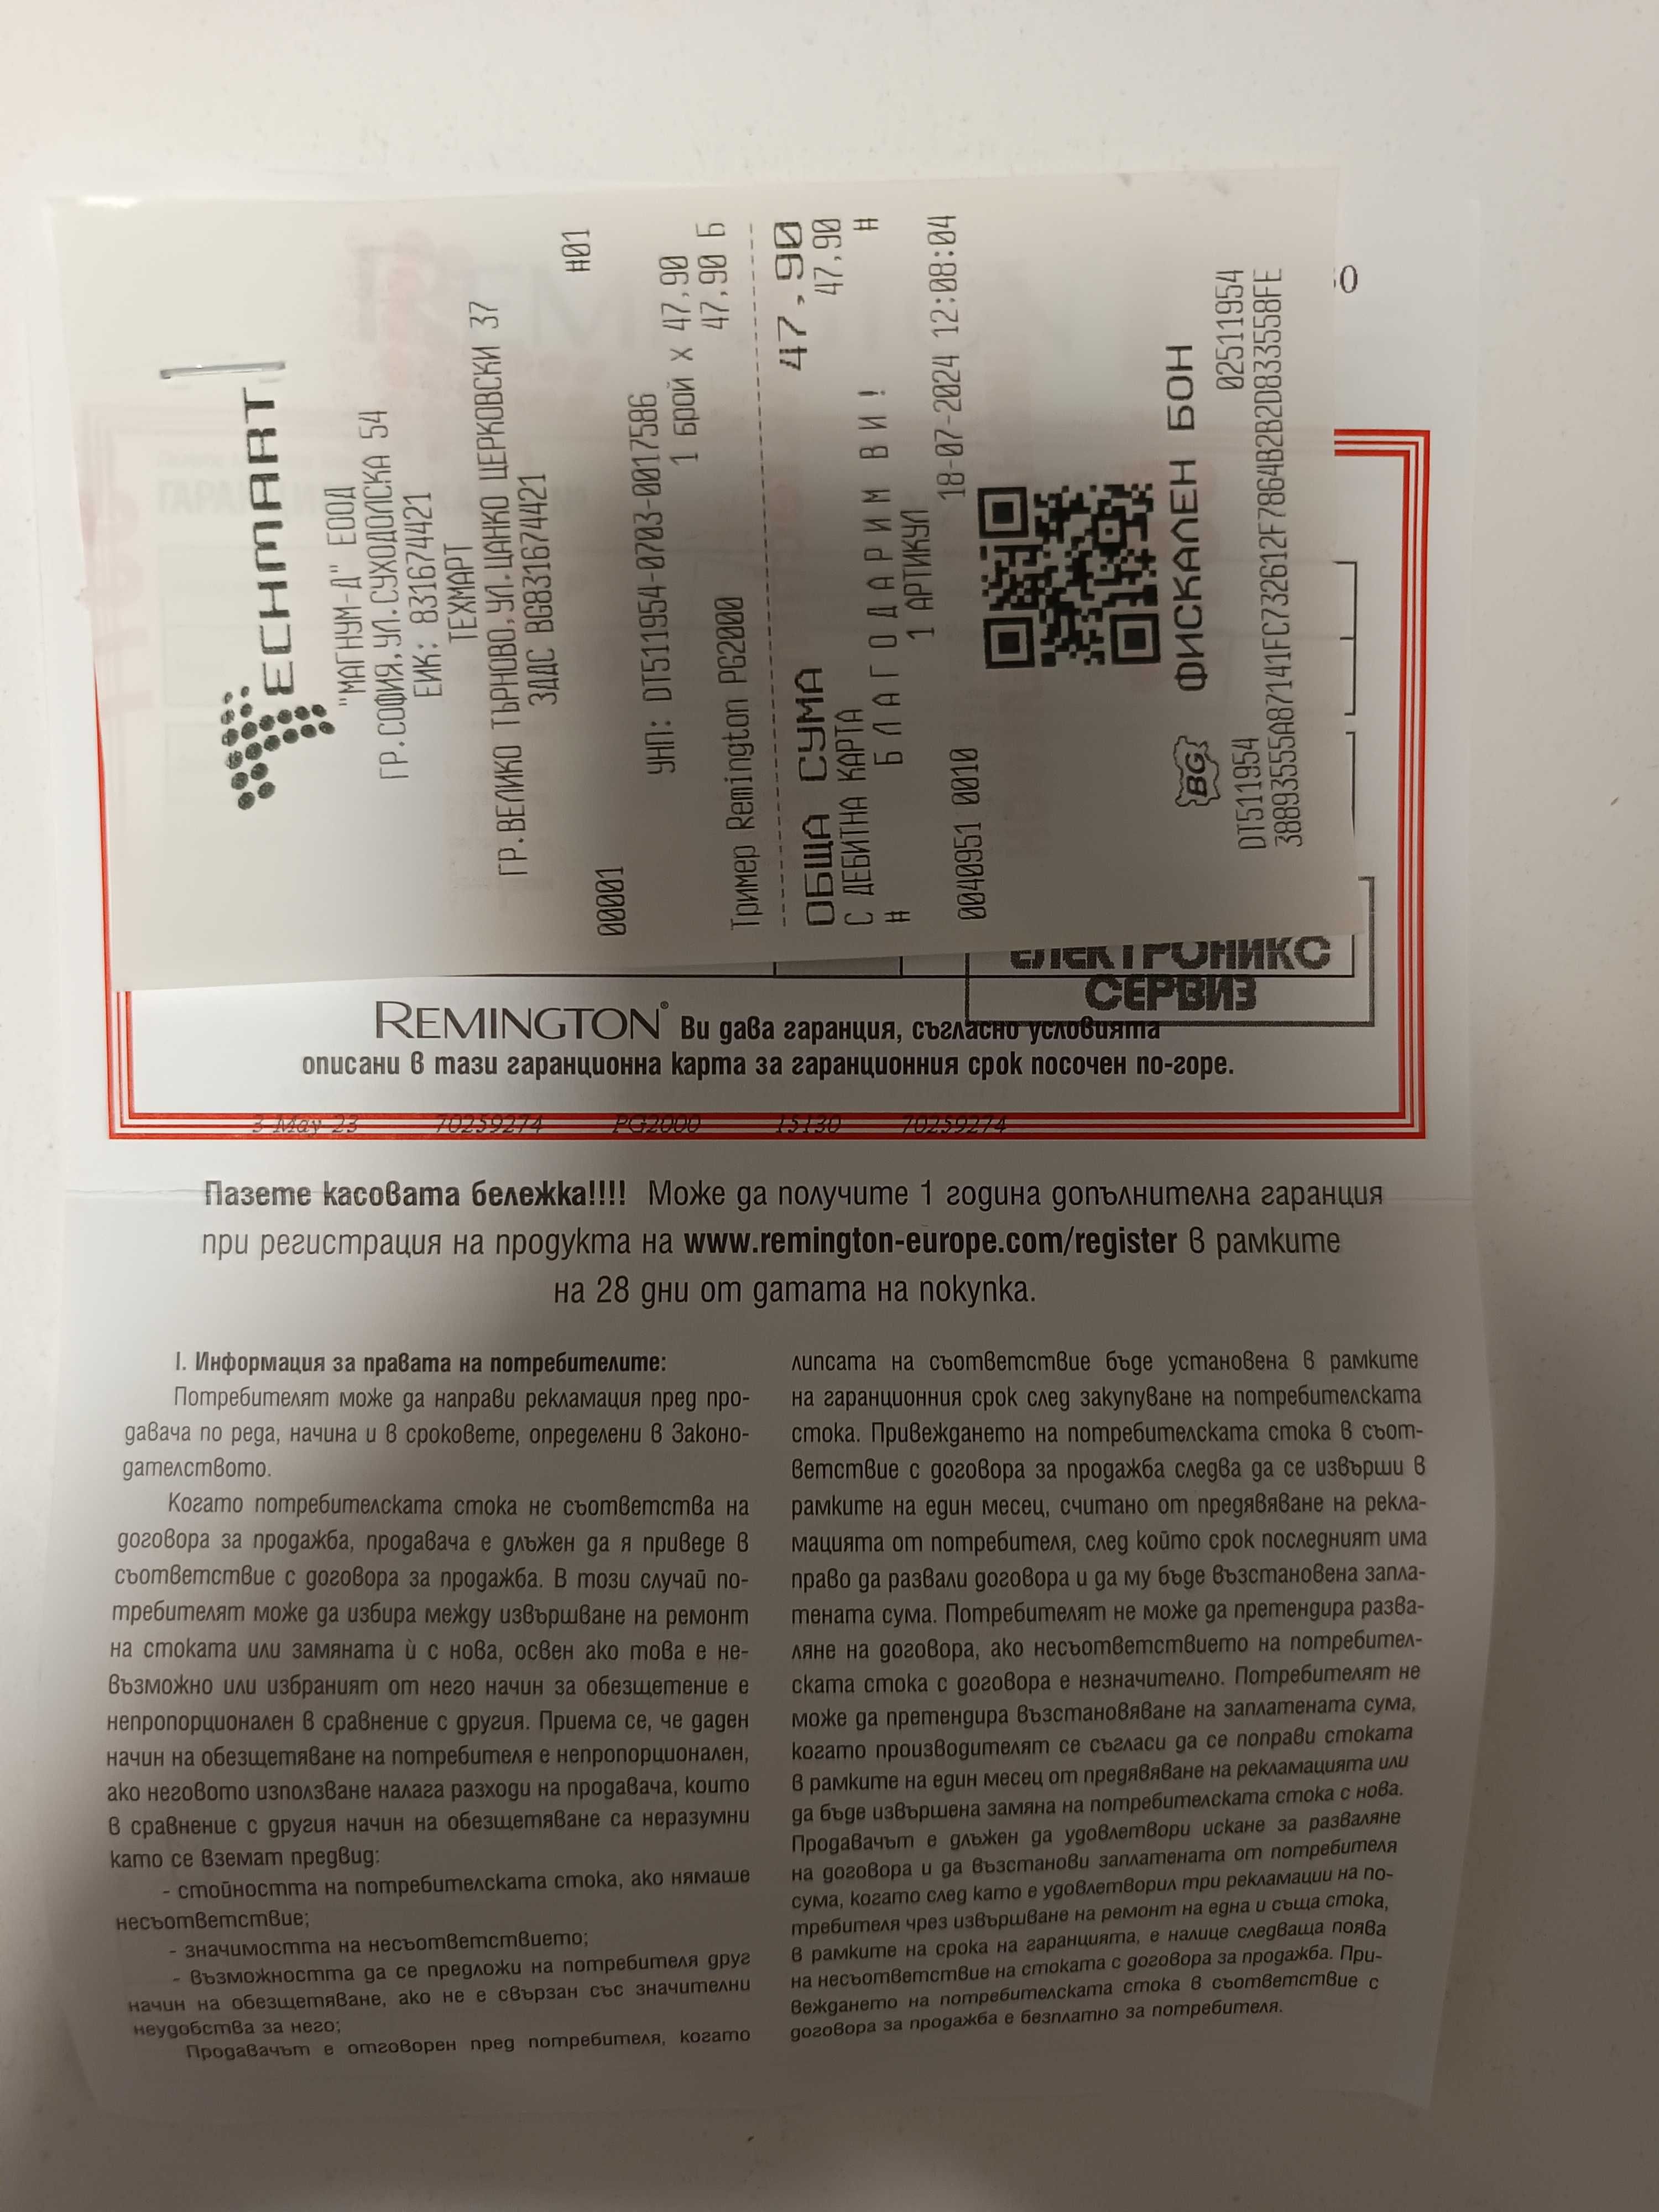 ECHMART
"МАГНУМ-Д" ЕООД
ГР.СОФИЯ,УЛ.СУХОДОЛСКА 54
ЕИК: 831674421
ТЕХМАРТ
ГР.ВЕЛИКО ТЪРНОВО,УЛ.ЦАНКО ЦЕРКОВСКИ 37
ЗДДС BG831674421
00001 #01
УНП: DT511954-0703-0017586
1 брой x 47,90
Тример Remington PG2000 47,90 Б
ОБЩА СУМА 47,90
С ДЕБИТНА КАРТА 47,90
# БЛАГОДАРИМ ВИ! #
1 АРТИКУЛ
0040951 0010 18-07-2024 12:08:04
BG ФИСКАЛЕН БОН
DT511954 02511954
38893555A87141FC732612F7864B2B2D833558FE
ЕЛЕКТРОНИКС
СЕРВИЗ
REMINGTON® Ви дава гаранция, съгласно условията
описани в тази гаранционна карта за гаранционния срок посочен по-горе.
3 May 23 70259274 PG2000 15130 70259274
Пазете касовата бележка!!!! Може да получите 1 година допълнителна гаранция
при регистрация на продукта на www.remington-europe.com/register в рамките
на 28 дни от датата на покупка.
I. Информация за правата на потребителите:
Потребителят може да направи рекламация пред про-
давача по реда, начина и в сроковете, определени в Законо-
дателството.
Когато потребителската стока не съответства на
договора за продажба, продавача е длъжен да я приведе в
съответствие с договора за продажба. В този случай по-
требителят може да избира между извършване на ремонт
на стоката или замяната ѝ с нова, освен ако това е не-
възможно или избраният от него начин за обезщетение е
непропорционален в сравнение с другия. Приема се, че даден
начин на обезщетяване на потребителя е непропорционален,
ако неговото използване налага разходи на продавача, които
в сравнение с другия начин на обезщетяване са неразумни
като се вземат предвид:
- стойността на потребителската стока, ако нямаше
несъответствие;
- значимостта на несъответствието;
- възможността да се предложи на потребителя друг
начин на обезщетяване, ако не е свързан със значителни
неудобства за него;
Продавачът е отговорен пред потребителя, когато
липсата на съответствие бъде установена в рамките
на гаранционния срок след закупуване на потребителската
стока. Привеждането на потребителската стока в съот-
ветствие с договора за продажба следва да се извърши в
рамките на един месец, считано от предявяване на рекла-
мацията от потребителя, след който срок последният има
право да развали договора и да му бъде възстановена запла-
тената сума. Потребителят не може да претендира разва-
ляне на договора, ако несъответствието на потребител-
ската стока с договора е незначително. Потребителят не
може да претендира възстановяване на заплатената сума,
когато производителят се съгласи да се поправи стоката
в рамките на един месец от предявяване на рекламацията или
да бъде извършена замяна на потребителската стока с нова.
Продавачът е длъжен да удовлетвори искане за разваляне
на договора и да възстанови заплатената от потребителя
сума, когато след като е удовлетворил три рекламации на по-
требителя чрез извършване на ремонт на една и съща стока,
в рамките на срока на гаранцията, е налице следваща поява
на несъответствие на стоката с договора за продажба. При-
веждането на потребителската стока в съответствие с
договора за продажба е безплатно за потребителя.